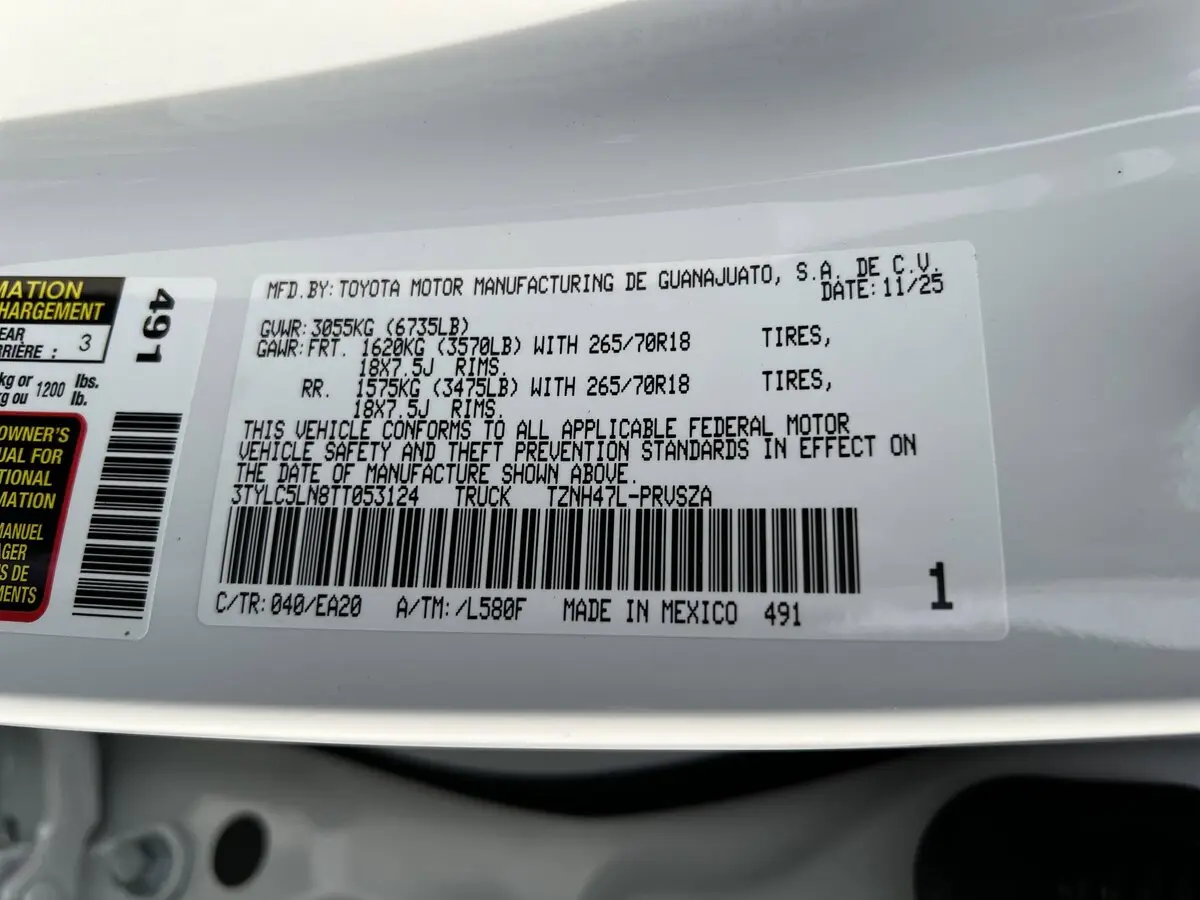 MATION
HARGEMENT
EAR
RRIÈRE : 3
kg or 1200 lbs.
kg ou lb.
OWNER'S
UAL FOR
TIONAL
MATION
MANUEL
AGER
S DE
MENTS
491
MFD.BY:TOYOTA MOTOR MANUFACTURING DE GUANAJUATO, S.A. DE C.V.
DATE:11/25
GVWR:3055KG (6735LB)
GAWR:FRT. 1620KG (3570LB) WITH 265/70R18 TIRES,
18X7.5J RIMS.
RR. 1575KG (3475LB) WITH 265/70R18 TIRES,
18X7.5J RIMS.
THIS VEHICLE CONFORMS TO ALL APPLICABLE FEDERAL MOTOR
VEHICLE SAFETY AND THEFT PREVENTION STANDARDS IN EFFECT ON
THE DATE OF MANUFACTURE SHOWN ABOVE.
3TYLC5LN8TT053124 TRUCK TZNH47L-PRVSZA
C/TR:040/EA20 A/TM:/L580F MADE IN MEXICO 491
1